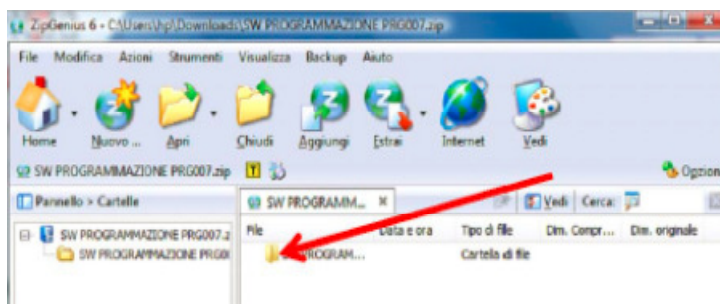 ZipGenius 6 - C:\Users\hp\Downloads\SW PROGRAMMAZIONE PRG007.zip
File Modifica Azioni Strumenti Visualizza Backup Aiuto
Home Nuovo ... Apri Chiudi Aggiungi Estrai Internet Vedi
SW PROGRAMMAZIONE PRG007.zip Opzion
Pannello > Cartelle SW PROGRAMM... Vedi Cerca:
SW PROGRAMMAZIONE PRG007.z File Data e ora Tipo di file Dim. Compr... Dim. originale
SW PROGRAMMAZIONE PRG00 PROGRAM... Cartella di file